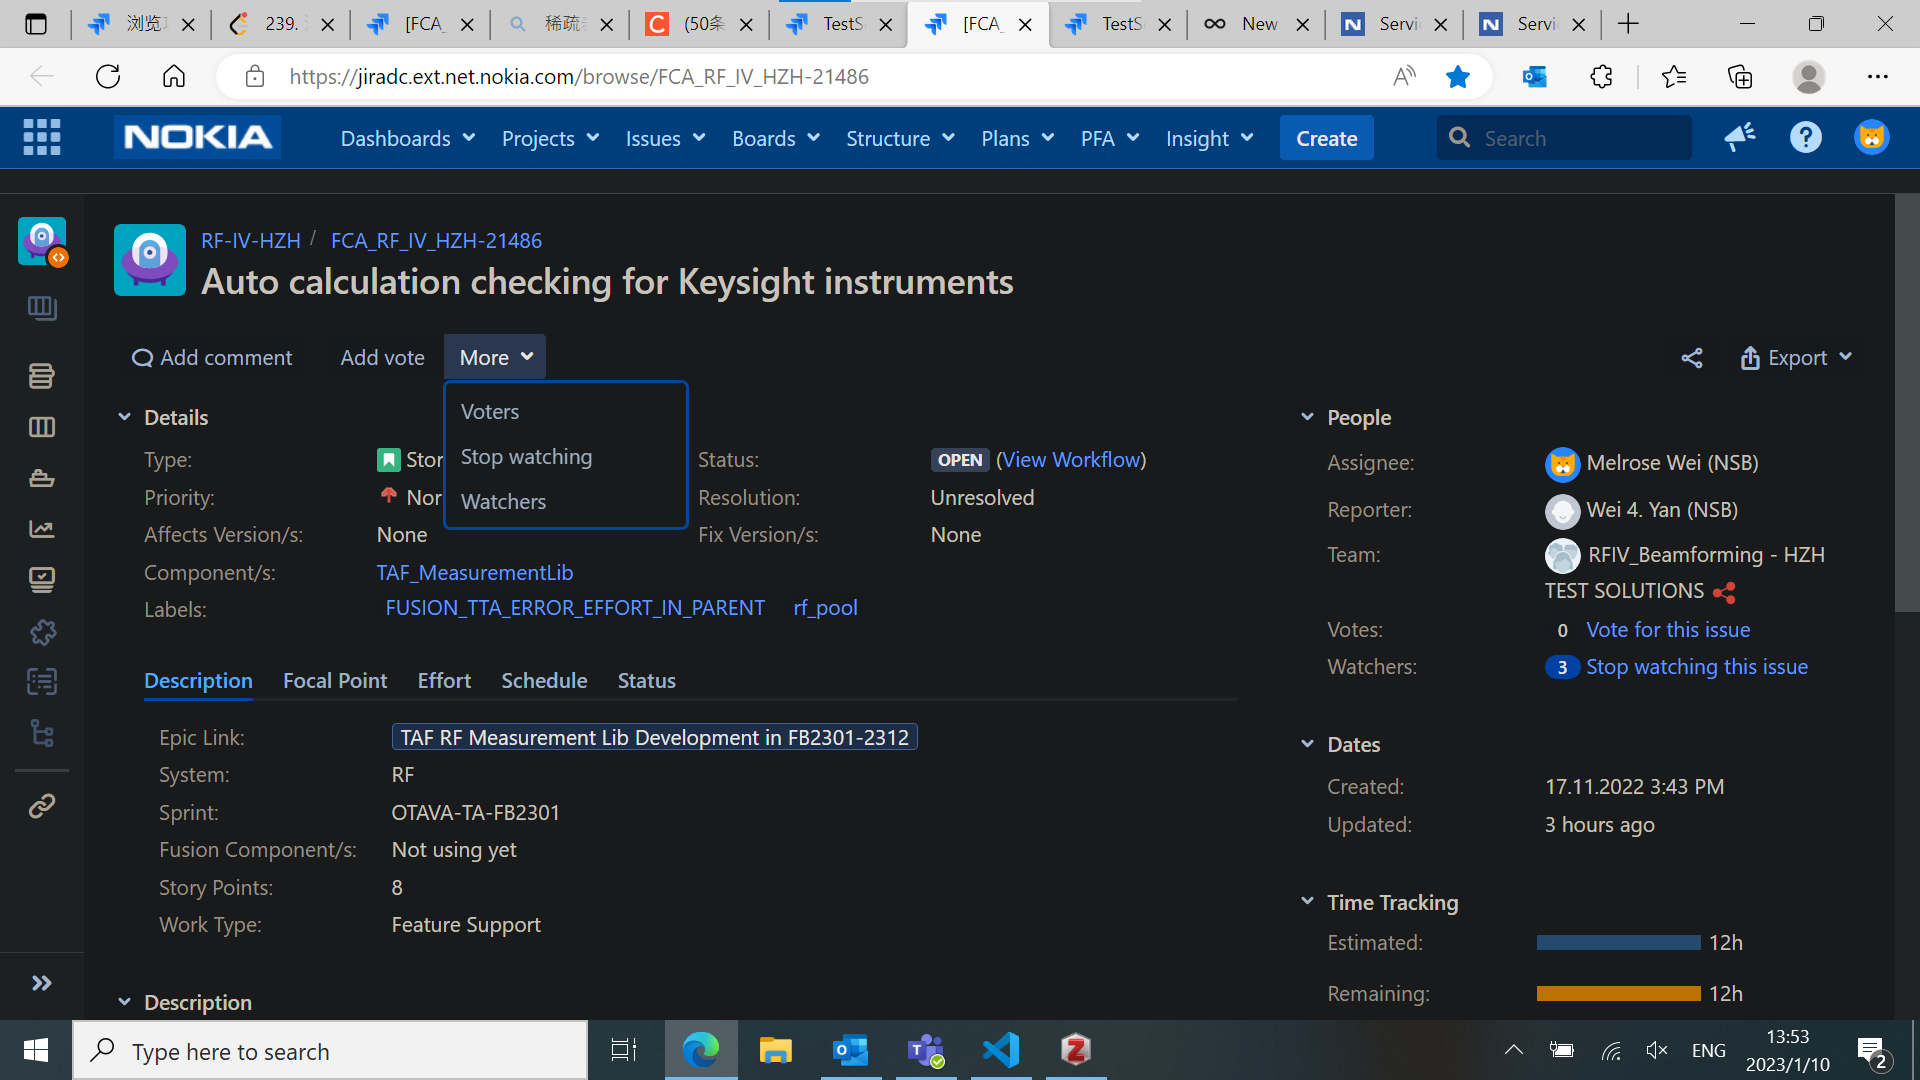 239.
[FCA_
(50条
TestS
[FCA_
TestS
New
Servi
Servi
https://jiradc.ext.net.nokia.com/browse/FCA_RF_IV_HZH-21486
NOKIA
Dashboards
Projects
Issues
Boards
Structure
Plans
PFA
Insight
Create
Search
RF-IV-HZH / FCA_RF_IV_HZH-21486
Auto calculation checking for Keysight instruments
Add comment
Add vote
More
Export
Voters
Stop watching
Watchers
Details
Type: Stor
Status: OPEN (View Workflow)
Priority: Nor
Resolution: Unresolved
Affects Version/s: None
Fix Version/s: None
Component/s: TAF_MeasurementLib
Labels: FUSION_TTA_ERROR_EFFORT_IN_PARENT rf_pool
Description Focal Point Effort Schedule Status
Epic Link: TAF RF Measurement Lib Development in FB2301-2312
System: RF
Sprint: OTAVA-TA-FB2301
Fusion Component/s: Not using yet
Story Points: 8
Work Type: Feature Support
Description
People
Assignee: Melrose Wei (NSB)
Reporter: Wei 4. Yan (NSB)
Team: RFIV_Beamforming - HZH
TEST SOLUTIONS
Votes: 0 Vote for this issue
Watchers: 3 Stop watching this issue
Dates
Created: 17.11.2022 3:43 PM
Updated: 3 hours ago
Time Tracking
Estimated: 12h
Remaining: 12h
Type here to search
ENG
13:53
2023/1/10
2